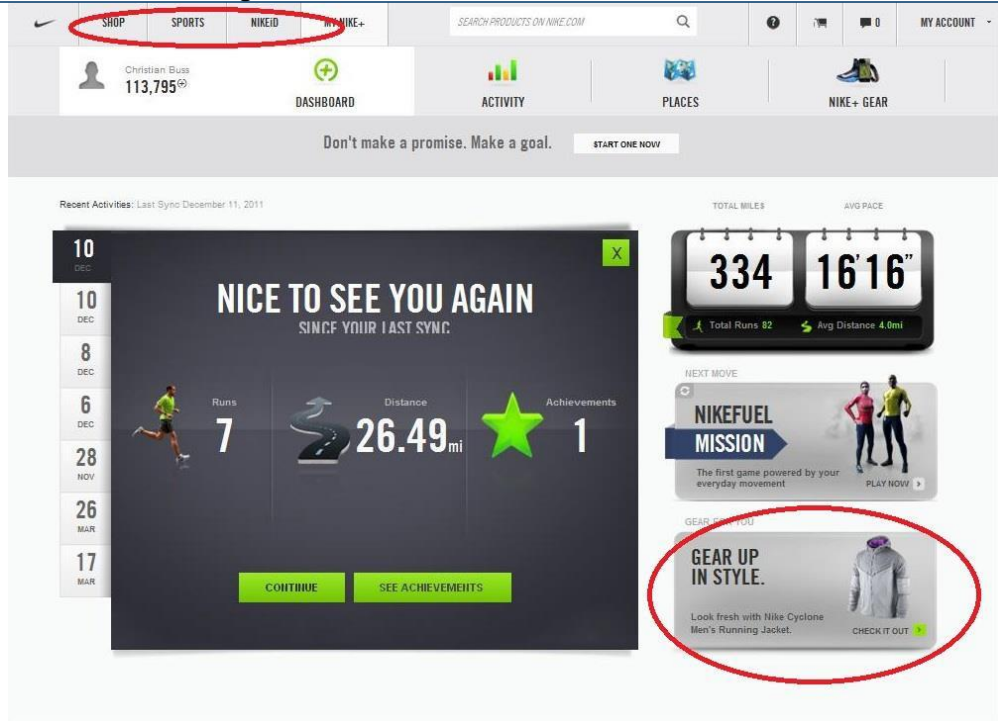 SHOP SPORTS NIKEiD MY NIKE+ SEARCH PRODUCTS ON NIKE.COM ? 0 MY ACCOUNT
Christian Buss
113,795
DASHBOARD ACTIVITY PLACES NIKE+ GEAR
Don't make a promise. Make a goal. START ONE NOW
Recent Activities: Last Sync December 11, 2011
10
DEC
10
DEC
8
DEC
6
DEC
28
NOV
26
MAR
17
MAR
X
NICE TO SEE YOU AGAIN
SINCE YOUR LAST SYNC
Runs
7
Distance
26.49mi
Achievements
1
CONTINUE SEE ACHIEVEMENTS
TOTAL MILES AVG PACE
334 16'16"
Total Runs 82 Avg Distance 4.0mi
NEXT MOVE
NIKEFUEL
MISSION
The first game powered by your
everyday movement
PLAY NOW
GEAR FOR YOU
GEAR UP
IN STYLE.
Look fresh with Nike Cyclone
Men's Running Jacket.
CHECK IT OUT